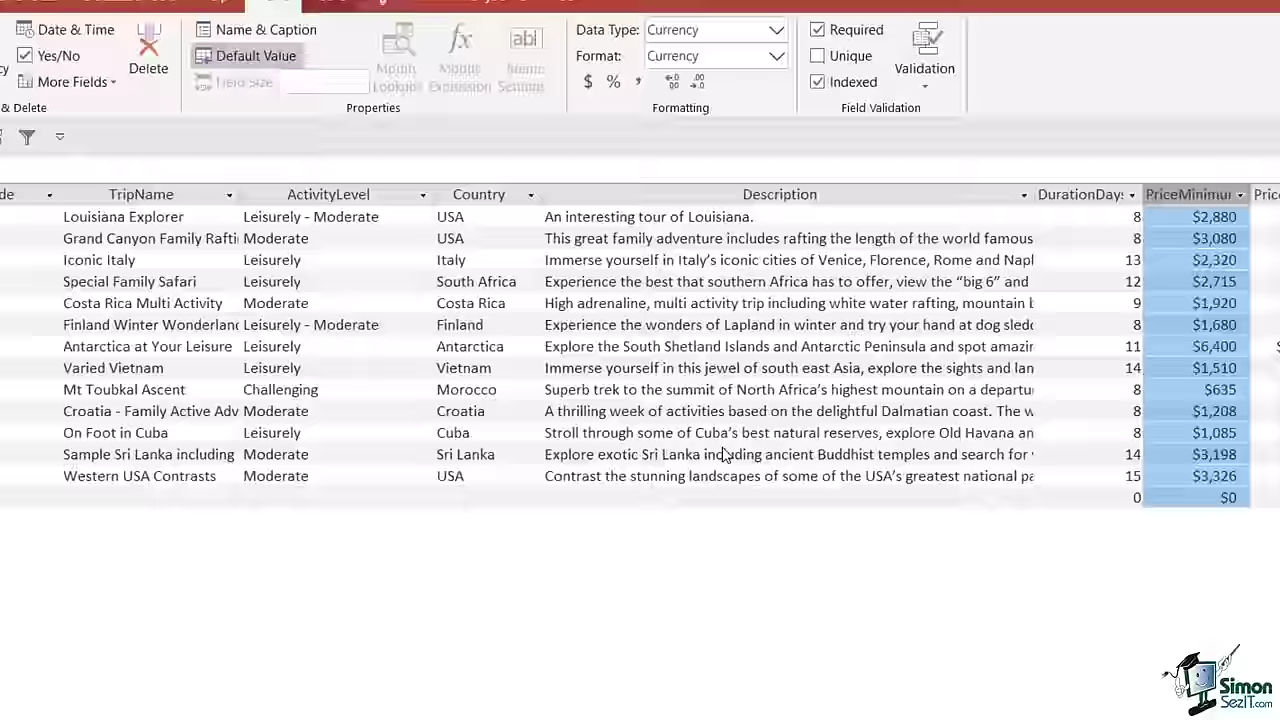 Date & Time
Name & Caption
Data Type: Currency
Required
Yes/No
Default Value
Format: Currency
Unique
Delete
Modify Lookups
Modify Expression
Memo Settings
Validation
More Fields
Field Size
$ % ,
Indexed
& Delete
Properties
Formatting
Field Validation
de TripName ActivityLevel Country Description DurationDays PriceMinimu Pric
Louisiana Explorer Leisurely - Moderate USA An interesting tour of Louisiana. 8 $2,880
Grand Canyon Family Rafti Moderate USA This great family adventure includes rafting the length of the world famous 8 $3,080
Iconic Italy Leisurely Italy Immerse yourself in Italy's iconic cities of Venice, Florence, Rome and Napl 13 $2,320
Special Family Safari Leisurely South Africa Experience the best that southern Africa has to offer, view the “big 6” and 12 $2,715
Costa Rica Multi Activity Moderate Costa Rica High adrenaline, multi activity trip including white water rafting, mountain b 9 $1,920
Finland Winter Wonderlan Leisurely - Moderate Finland Experience the wonders of Lapland in winter and try your hand at dog sled 8 $1,680
Antarctica at Your Leisure Leisurely Antarctica Explore the South Shetland Islands and Antarctic Peninsula and spot amazin 11 $6,400
Varied Vietnam Leisurely Vietnam Immerse yourself in this jewel of south east Asia, explore the sights and lan 14 $1,510
Mt Toubkal Ascent Challenging Morocco Superb trek to the summit of North Africa's highest mountain on a departu 8 $635
Croatia - Family Active Adv Moderate Croatia A thrilling week of activities based on the delightful Dalmatian coast. The w 8 $1,208
On Foot in Cuba Leisurely Cuba Stroll through some of Cuba's best natural reserves, explore Old Havana an 8 $1,085
Sample Sri Lanka including Moderate Sri Lanka Explore exotic Sri Lanka including ancient Buddhist temples and search for 14 $3,198
Western USA Contrasts Moderate USA Contrast the stunning landscapes of some of the USA's greatest national pa 15 $3,326
0 $0
Simon
SezIT.com